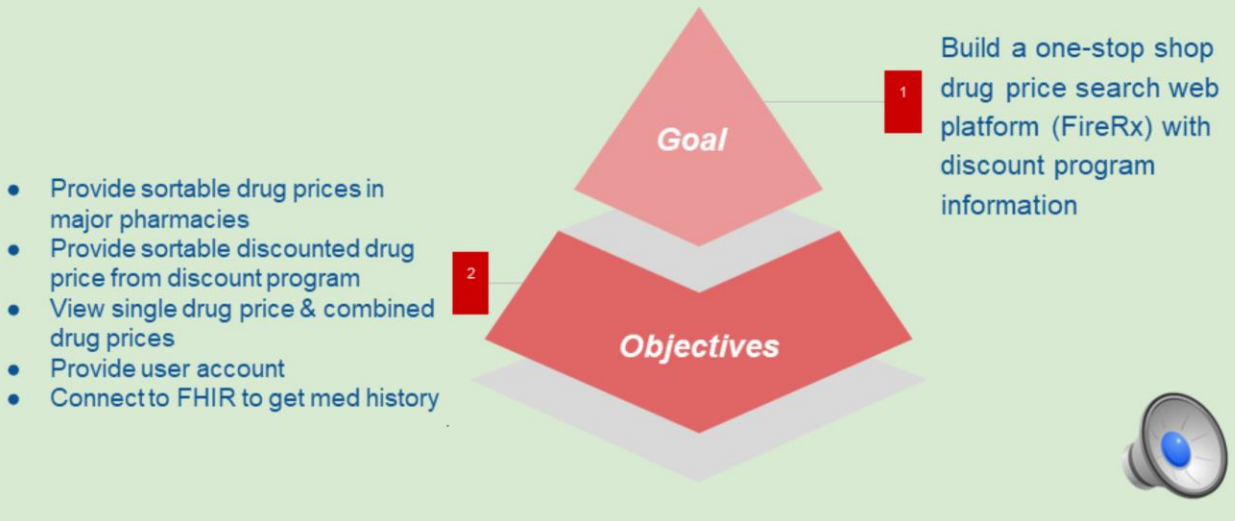 Goal
1
Build a one-stop shop
drug price search web
platform (FireRx) with
discount program
information
● Provide sortable drug prices in
major pharmacies
● Provide sortable discounted drug
price from discount program
● View single drug price & combined
drug prices
● Provide user account
● Connect to FHIR to get med history
2
Objectives